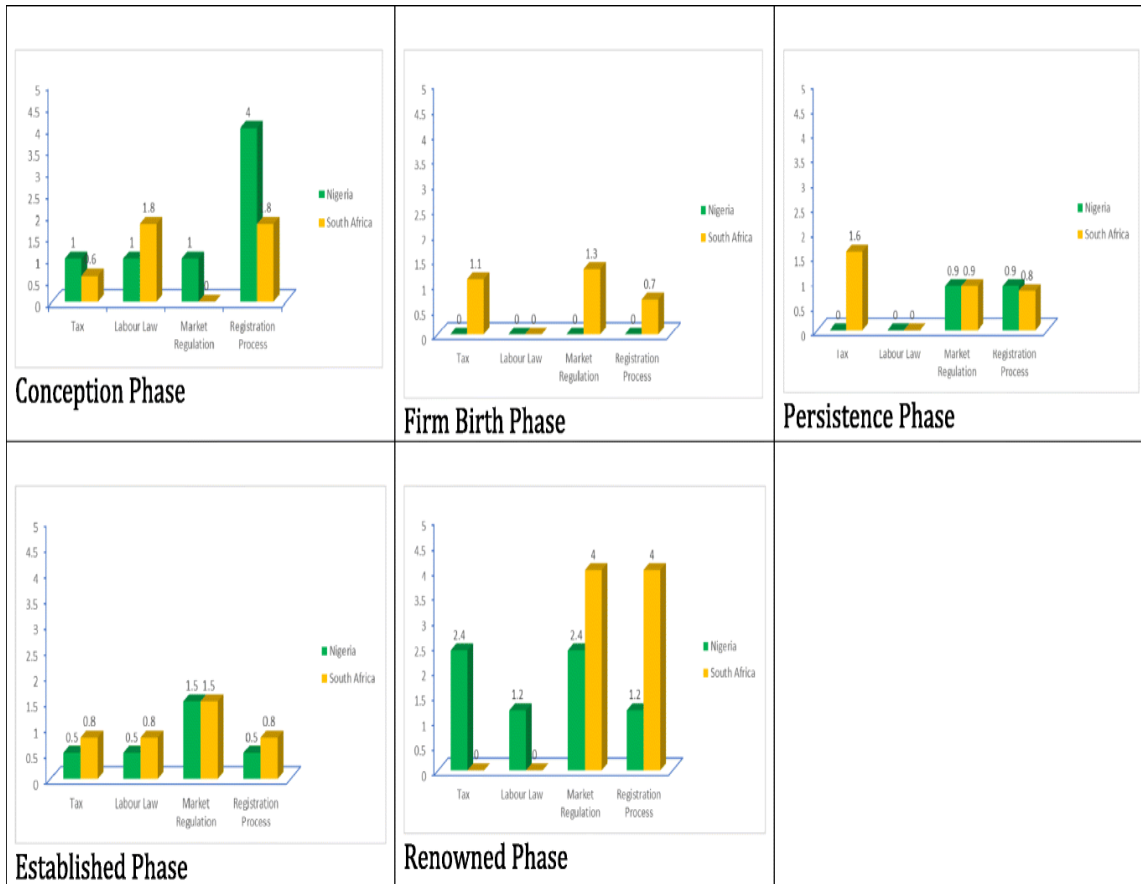 5
4.5
4
3.5
3
2.5
2
1.5
1
0.5
0
1
0.6
1
1.8
1
0
4
.8
Tax
Labour Law
Market
Regulation
Registration
Process
Nigeria
South Africa
Conception Phase
5
4.5
4
3.5
3
2.5
2
1.5
1
0.5
0
0
1.1
0
0
0
1.3
0
0.7
Tax
Labour Law
Market
Regulation
Registration
Process
Nigeria
South Africa
Firm Birth Phase
5
4.5
4
3.5
3
2.5
2
1.5
1
0.5
0
0
1.6
0
0
0.9
0.9
0.9
0.8
Tax
Labour Law
Market
Regulation
Registration
Process
Nigeria
South Africa
Persistence Phase
5
4.5
4
3.5
3
2.5
2
1.5
1
0.5
0
0.5
0.8
0.5
0.8
1.5
1.5
0.5
0.8
Tax
Labour Law
Market
Regulation
Registration
Process
Nigeria
South Africa
Established Phase
5
4.5
4
3.5
3
2.5
2
1.5
1
0.5
0
2.4
0
1.2
0
2.4
4
1.2
4
Tax
Labour Law
Market
Regulation
Registration
Process
Nigeria
South Africa
Renowned Phase